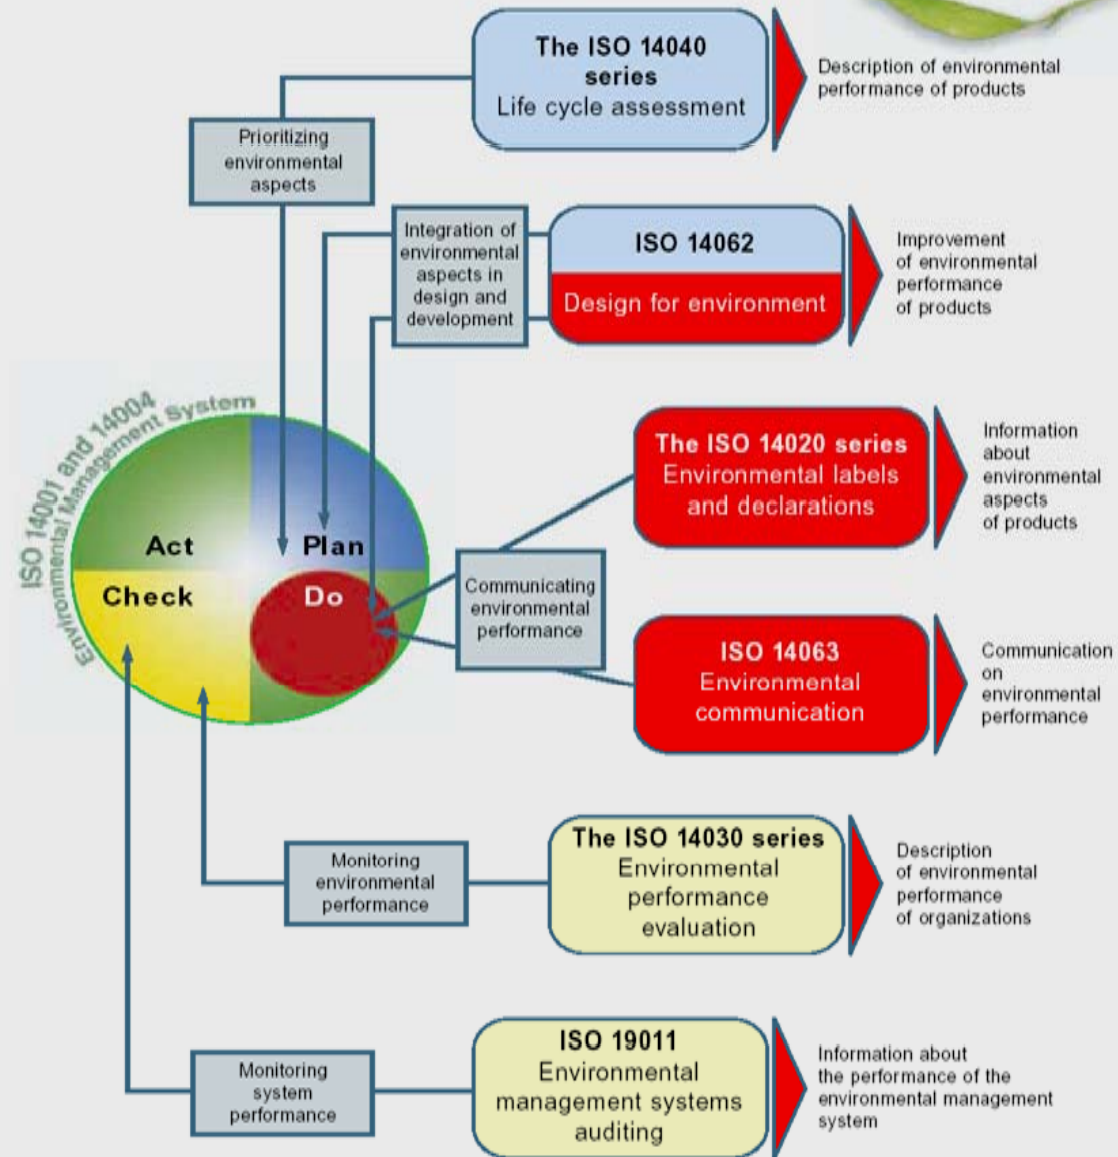 The ISO 14040
series
Life cycle assessment
Description of environmental
performance of products
Prioritizing
environmental
aspects
Integration of
environmental
aspects in
design and
development
ISO 14062
Design for environment
Improvement
of environmental
performance
of products
ISO 14001 and 14004
Environmental Management System
Act
Plan
Check
Do
The ISO 14020 series
Environmental labels
and declarations
Information
about
environmental
aspects
of products
Communicating
environmental
performance
ISO 14063
Environmental
communication
Communication
on
environmental
performance
Monitoring
environmental
performance
The ISO 14030 series
Environmental
performance
evaluation
Description
of environmental
performance
of organizations
Monitoring
system
performance
ISO 19011
Environmental
management systems
auditing
Information about
the performance of the
environmental management
system